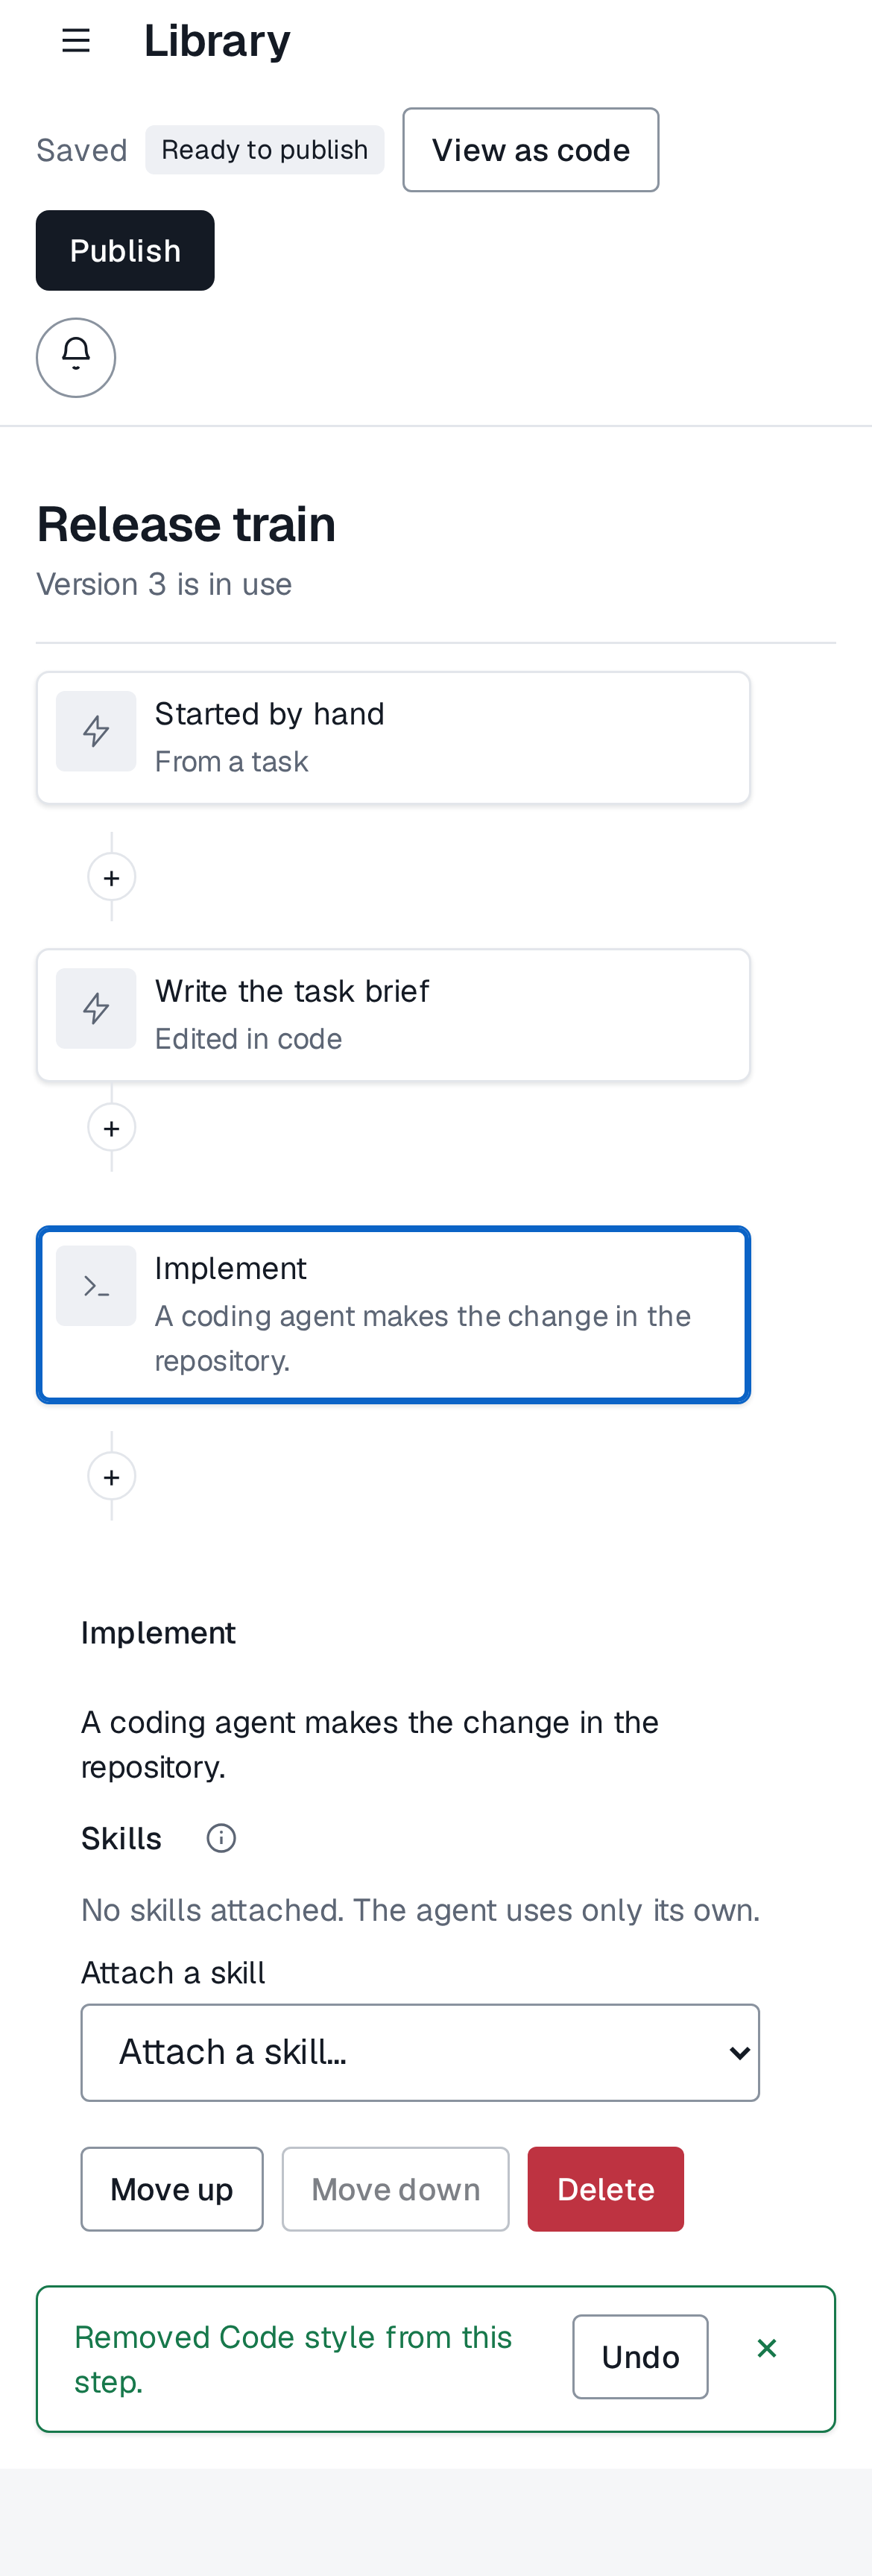 Library
Saved
Ready to publish
View as code
Publish
Release train
Version 3 is in use
Started by hand
From a task
+
Write the task brief
Edited in code
+
Implement
A coding agent makes the change in the
repository.
+
Implement
A coding agent makes the change in the
repository.
Skills
No skills attached. The agent uses only its own.
Attach a skill
Attach a skill...
Move up
Move down
Delete
Removed Code style from this
step.
Undo